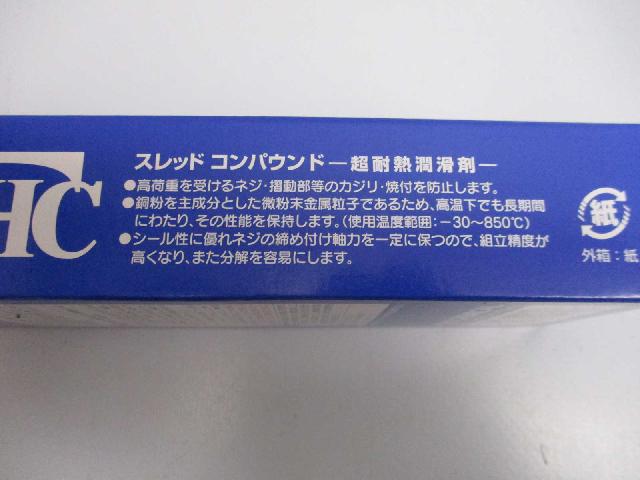 HC
スレッド コンパウンド ―超耐熱潤滑剤―
●高荷重を受けるネジ・摺動部等のカジリ・焼付を防止します。
●銅粉を主成分とした微粉末金属粒子であるため、高温下でも長期間
にわたり、その性能を保持します。(使用温度範囲:−30〜850℃)
●シール性に優れネジの締め付け軸力を一定に保つので、組立精度が
高くなり、また分解を容易にします。
紙
外箱:紙